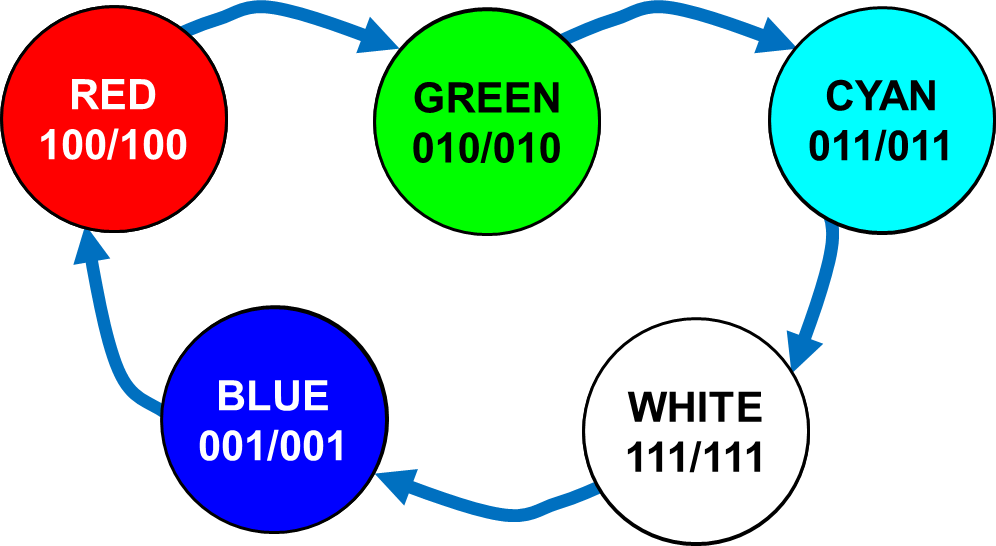 RED
100/100
GREEN
010/010
CYAN
011/011
BLUE
001/001
WHITE
111/111